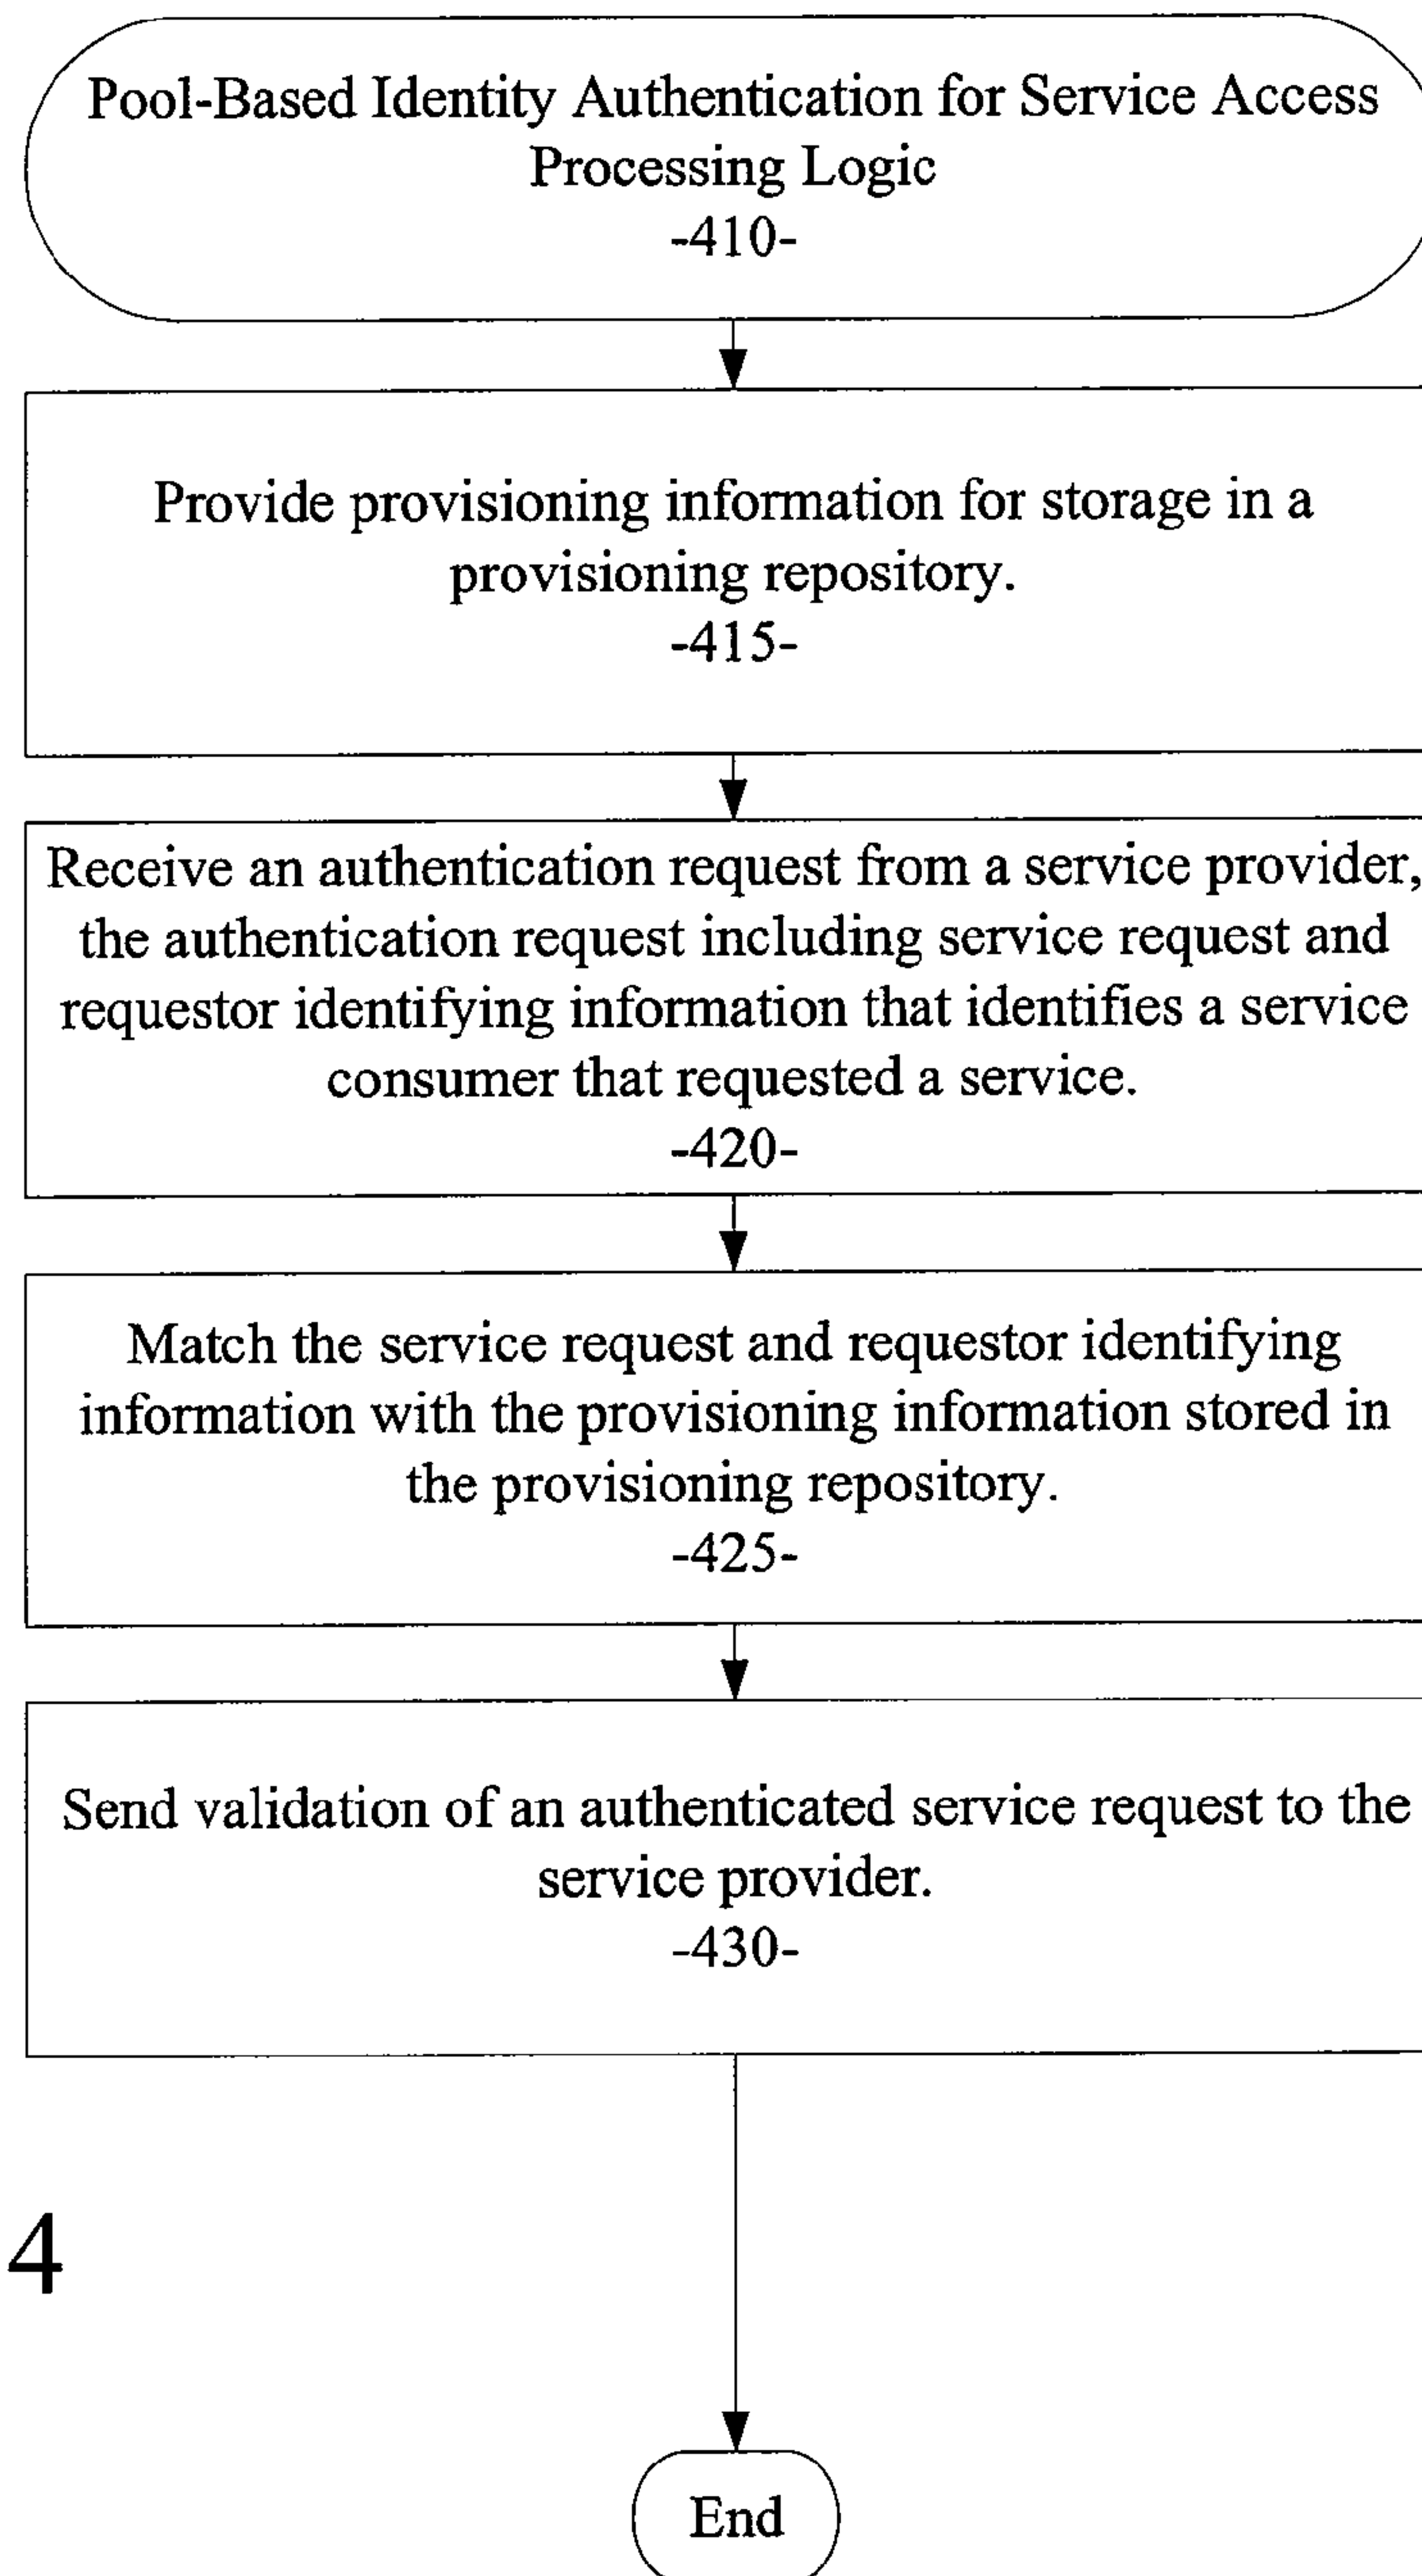 Pool-Based Identity Authentication for Service Access
Processing Logic
-410-
Provide provisioning information for storage in a
provisioning repository.
-415-
Receive an authentication request from a service provider,
the authentication request including service request and
requestor identifying information that identifies a service
consumer that requested a service.
-420-
Match the service request and requestor identifying
information with the provisioning information stored in
the provisioning repository.
-425-
Send validation of an authenticated service request to the
service provider.
-430-
4
End